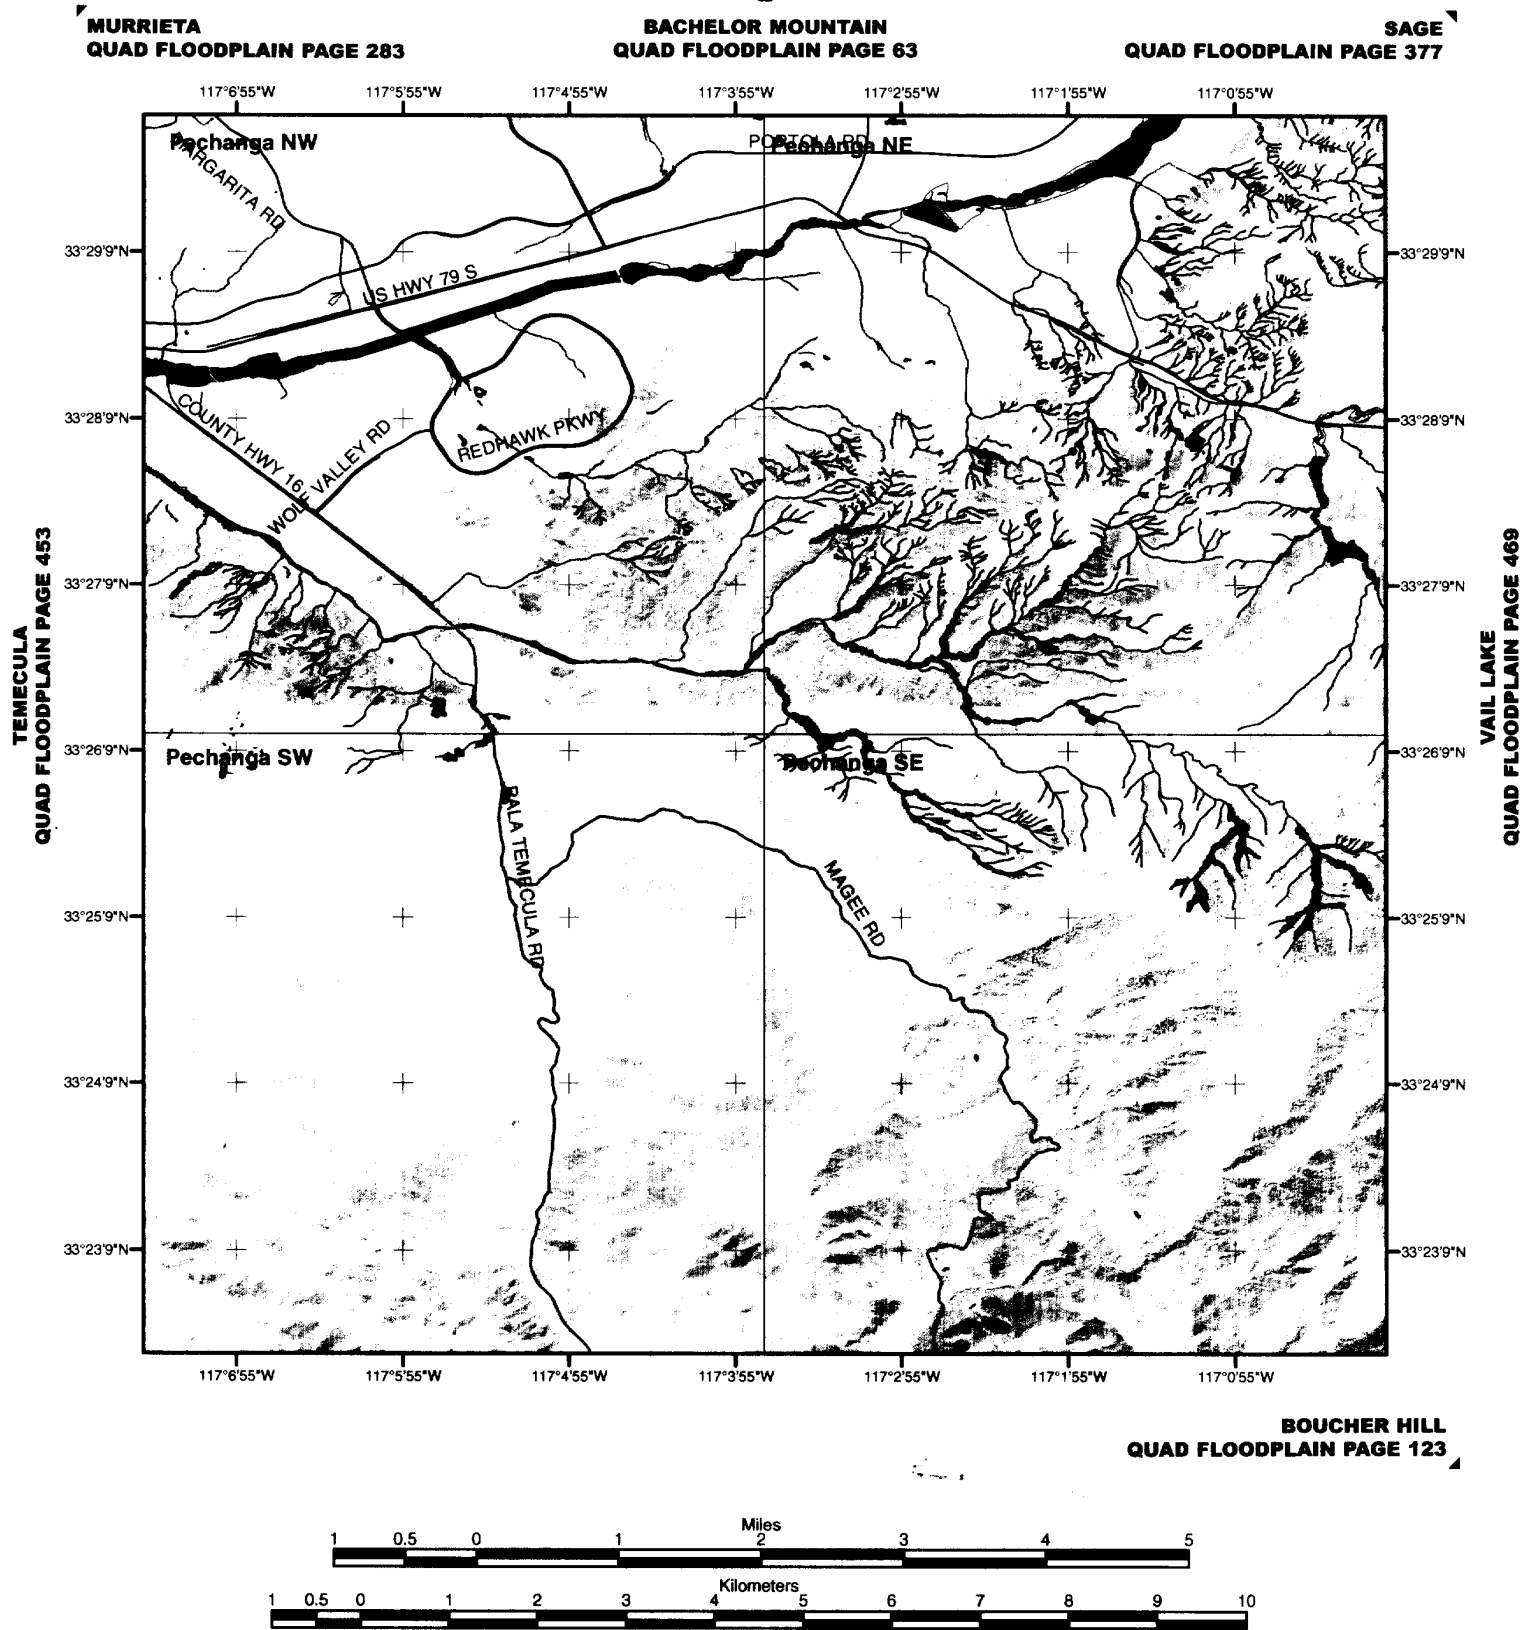 MURRIETA
QUAD FLOODPLAIN PAGE 283
BACHELOR MOUNTAIN
QUAD FLOODPLAIN PAGE 63
SAGE
QUAD FLOODPLAIN PAGE 377
117°6'55"W 117°5'55"W 117°4'55"W 117°3'55"W 117°2'55"W 117°1'55"W 117°0'55"W
Pechanga NW
PORTOLA RD
Pechanga NE
MARGARITA RD
33°29'9"N 33°29'9"N
US HWY 79 S
33°28'9"N 33°28'9"N
COUNTY HWY 16
WOLF VALLEY RD
REDHAWK PKWY
33°27'9"N 33°27'9"N
TEMECULA
QUAD FLOODPLAIN PAGE 453
VAIL LAKE
QUAD FLOODPLAIN PAGE 469
33°26'9"N 33°26'9"N
Pechanga SW
Pechanga SE
PALA TEMECULA RD
MAGEE RD
33°25'9"N 33°25'9"N
33°24'9"N 33°24'9"N
33°23'9"N 33°23'9"N
117°6'55"W 117°5'55"W 117°4'55"W 117°3'55"W 117°2'55"W 117°1'55"W 117°0'55"W
BOUCHER HILL
QUAD FLOODPLAIN PAGE 123
Miles
1 0.5 0 1 2 3 4 5
Kilometers
1 0.5 0 1 2 3 4 5 6 7 8 9 10